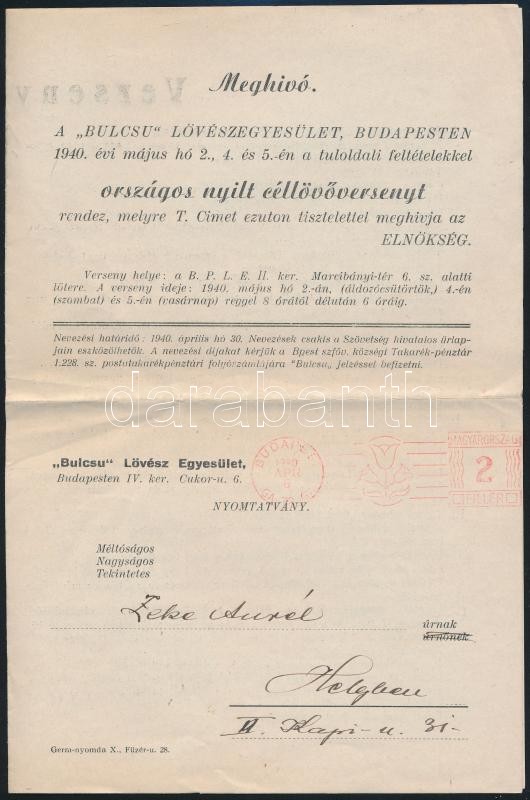 Meghivó.
A „BULCSU“ LÖVÉSZEGYESÜLET, BUDAPESTEN
1940. évi május hó 2., 4. és 5.-én a tuloldali feltételekkel
országos nyilt céllövőversenyt
rendez, melyre T. Cimet ezuton tisztelettel meghivja az
ELNÖKSÉG.
Verseny helye: a B. P. L. E. II. ker. Marcibányi-tér 6. sz. alatti
lőtere. A verseny ideje: 1940. május hó 2.-án, (áldozócsütörtök,) 4.-én
(szombat) és 5.-én (vasárnap) reggel 8 órától délután 6 óráig.
Nevezési határidő: 1940. április hó 30. Nevezések csakis a Szövetség hivatalos űrlap-
jain eszközölhetők. A nevezési dijakat kérjük a Bpest szföv. községi Takarék-pénztár
1.228. sz. postatakarékpénztári folyószámlájára "Bulcsu„ jelzéssel befizetni.
darabanth
MAGYARORSZÁG
BUDAPEST
1940
2
FILLÉR
„Bulcsu“ Lövész Egyesület,
Budapesten IV. ker. Cukor-u. 6.
NYOMTATVÁNY.
Méltóságos
Nagyságos
Tekintetes
Zeke Aurél
úrnak
úrnőnek
Helyben
II. Kapi-u. 31-
Germ-nyomda X., Füzér-u. 28.